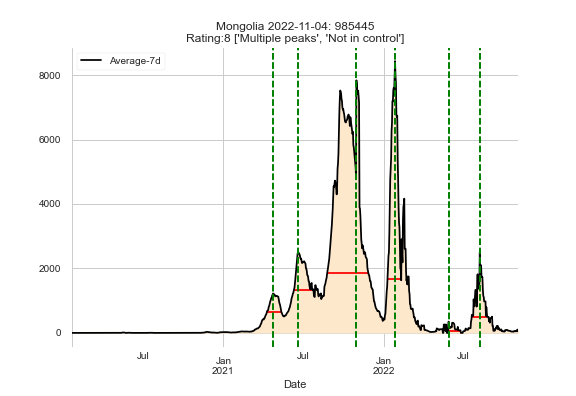 Mongolia 2022-11-04: 985445
Rating:8 ['Multiple peaks', 'Not in control']
Average-7d
8000
6000
4000
2000
0
Jul
Jan
2021
Jul
Jan
2022
Jul
Date